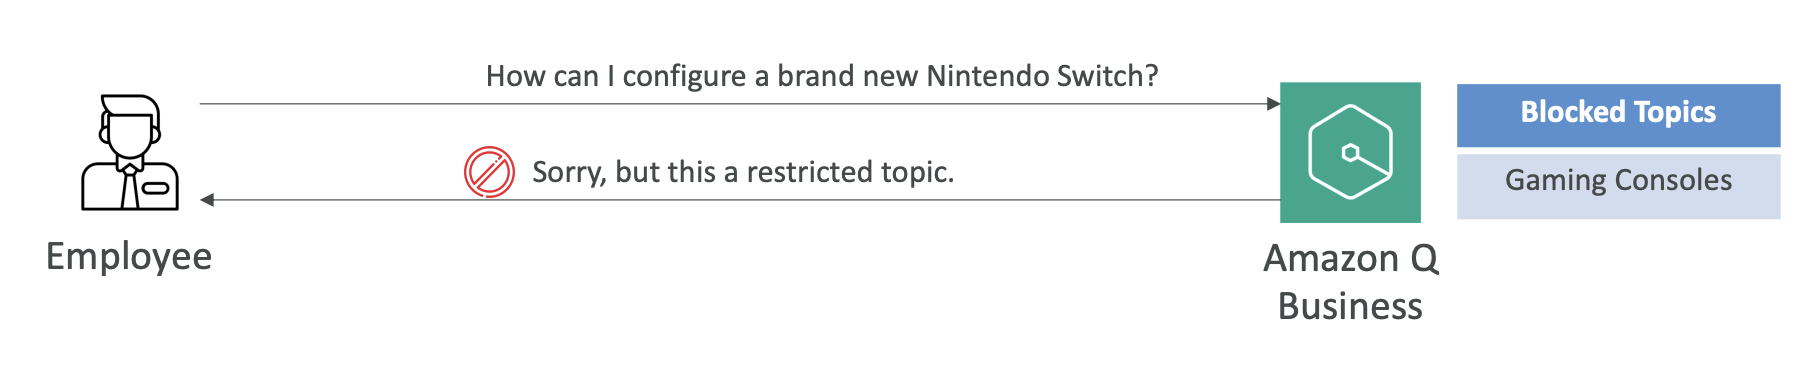 How can I configure a brand new Nintendo Switch?
Blocked Topics
Sorry, but this a restricted topic.
Gaming Consoles
Employee
Amazon Q
Business